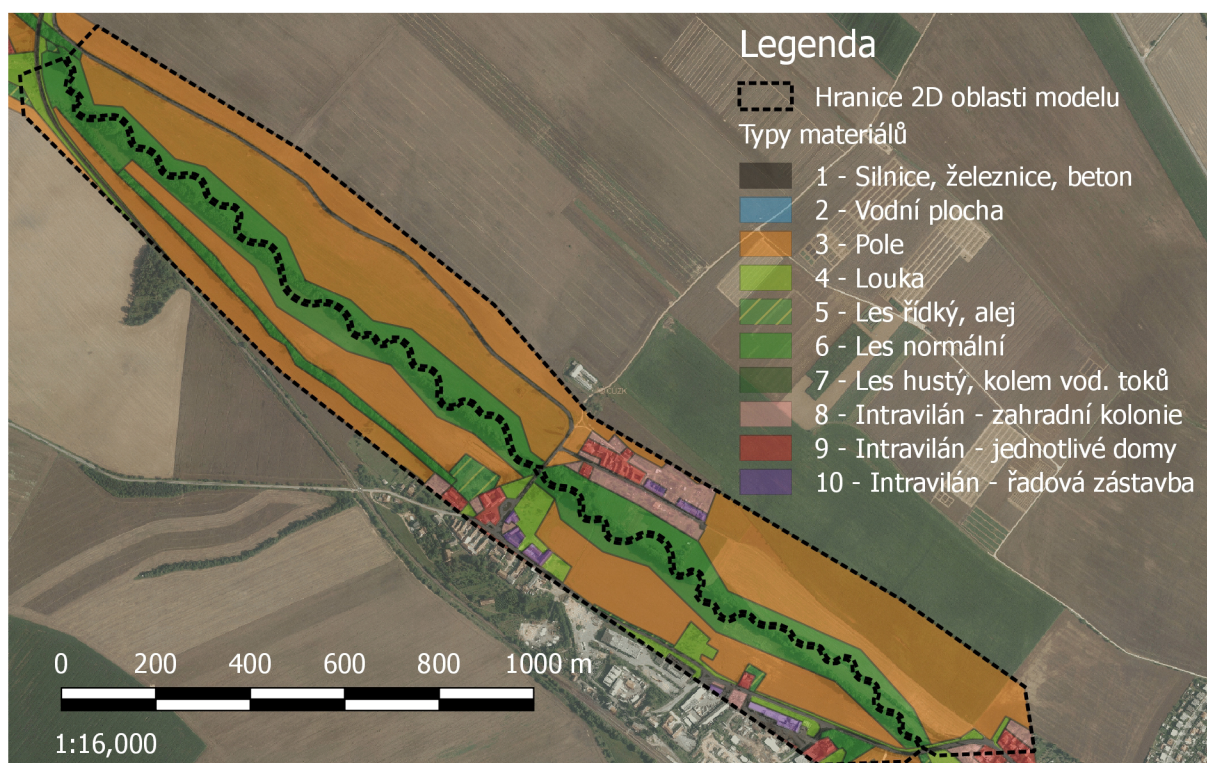 Legenda
Hranice 2D oblasti modelu
Typy materiálů
1 - Silnice, železnice, beton
2 - Vodní plocha
3 - Pole
4 - Louka
5 - Les řídký, alej
6 - Les normální
7 - Les hustý, kolem vod. toků
8 - Intravilán - zahradní kolonie
9 - Intravilán - jednotlivé domy
10 - Intravilán - řadová zástavba
0 200 400 600 800 1000 m
1:16,000